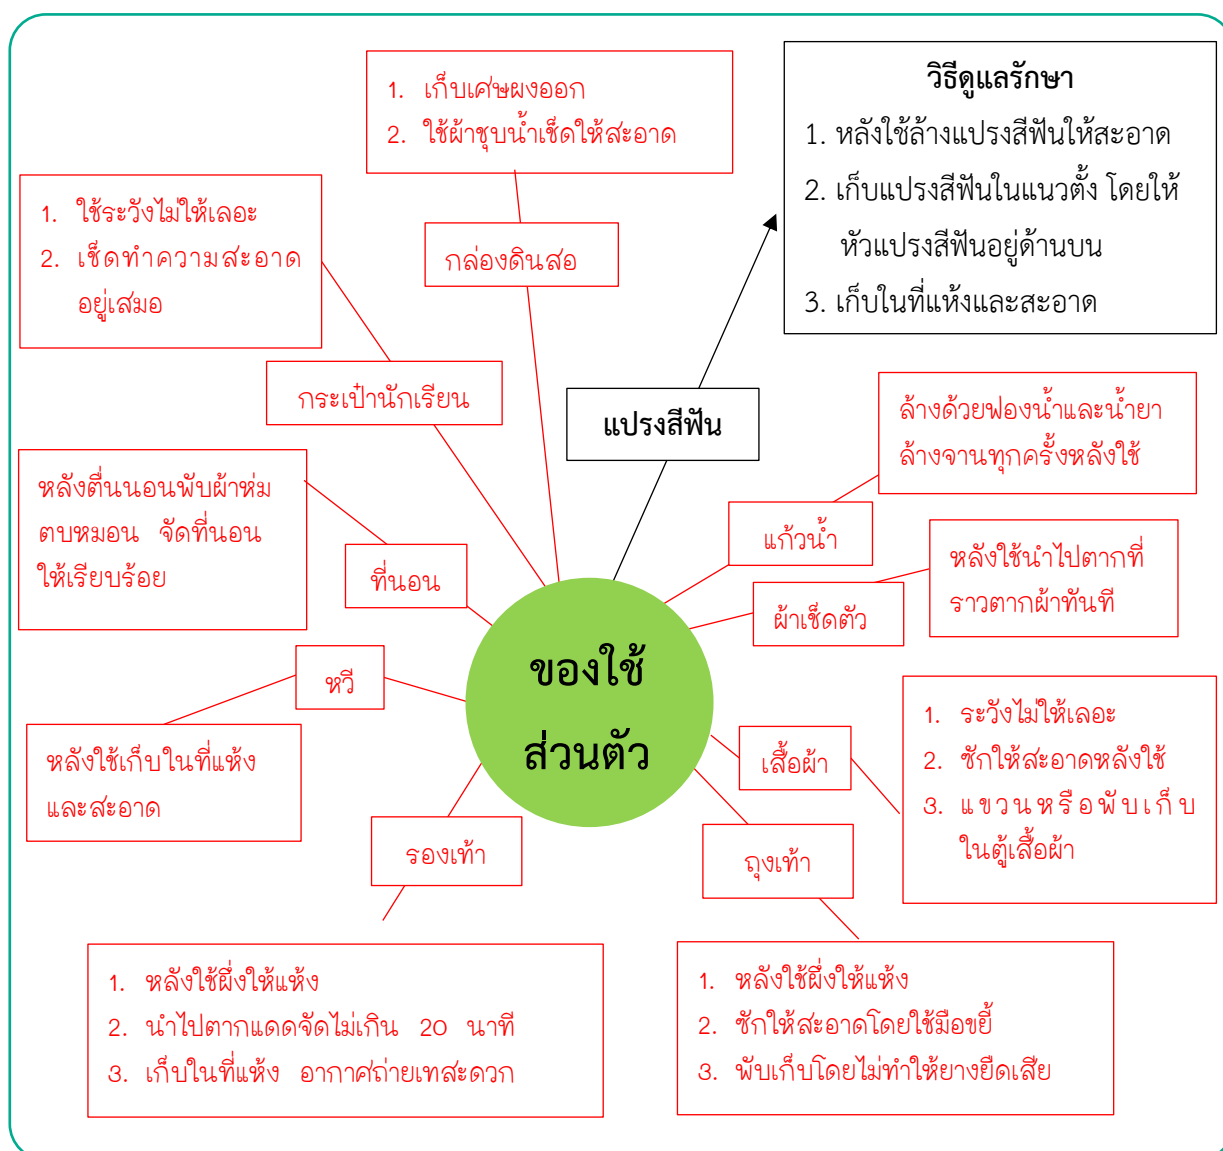 ของใช้
ส่วนตัว
แปรงสีฟัน
วิธีดูแลรักษา
1. หลังใช้ล้างแปรงสีฟันให้สะอาด
2. เก็บแปรงสีฟันในแนวตั้ง โดยให้
หัวแปรงสีฟันอยู่ด้านบน
3. เก็บในที่แห้งและสะอาด
แก้วน้ำ
ล้างด้วยฟองน้ำและน้ำยา
ล้างจานทุกครั้งหลังใช้
ผ้าเช็ดตัว
หลังใช้นำไปตากที่
ราวตากผ้าทันที
เสื้อผ้า
1. ระวังไม่ให้เลอะ
2. ซักให้สะอาดหลังใช้
3. แขวนหรือพับเก็บ
ในตู้เสื้อผ้า
ถุงเท้า
1. หลังใช้ผึ่งให้แห้ง
2. ซักให้สะอาดโดยใช้มือขยี้
3. พับเก็บโดยไม่ทำให้ยางยืดเสีย
รองเท้า
1. หลังใช้ผึ่งให้แห้ง
2. นำไปตากแดดจัดไม่เกิน 20 นาที
3. เก็บในที่แห้ง อากาศถ่ายเทสะดวก
หวี
หลังใช้เก็บในที่แห้ง
และสะอาด
ที่นอน
หลังตื่นนอนพับผ้าห่ม
ตบหมอน จัดที่นอน
ให้เรียบร้อย
กระเป๋านักเรียน
1. ใช้ระวังไม่ให้เลอะ
2. เช็ดทำความสะอาด
อยู่เสมอ
กล่องดินสอ
1. เก็บเศษผงออก
2. ใช้ผ้าชุบน้ำเช็ดให้สะอาด